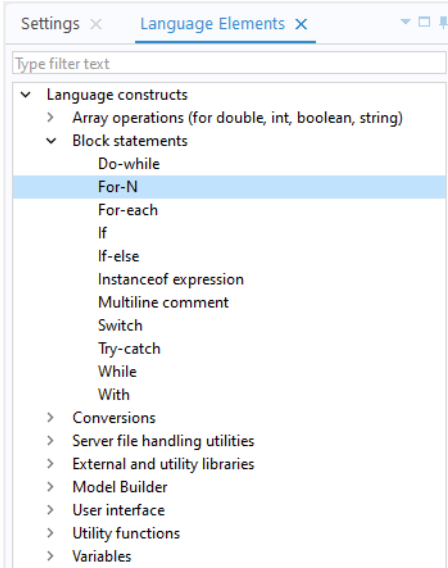 Settings Language Elements
Type filter text
Language constructs
Array operations (for double, int, boolean, string)
Block statements
Do-while
For-N
For-each
If
If-else
Instanceof expression
Multiline comment
Switch
Try-catch
While
With
Conversions
Server file handling utilities
External and utility libraries
Model Builder
User interface
Utility functions
Variables